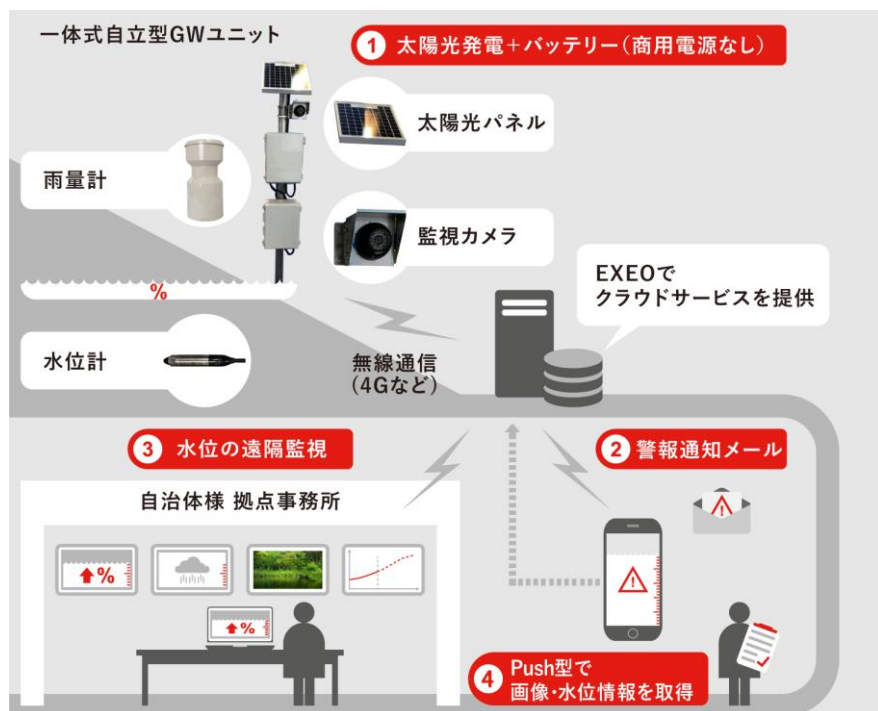 一体式自立型GWユニット
1 太陽光発電+バッテリー(商用電源なし)
太陽光パネル
雨量計
監視カメラ
%
EXEOで
クラウドサービスを提供
水位計
無線通信
(4Gなど)
3 水位の遠隔監視
2 警報通知メール
自治体様 拠点事務所
%
%
!
!
4 Push型で
画像・水位情報を取得